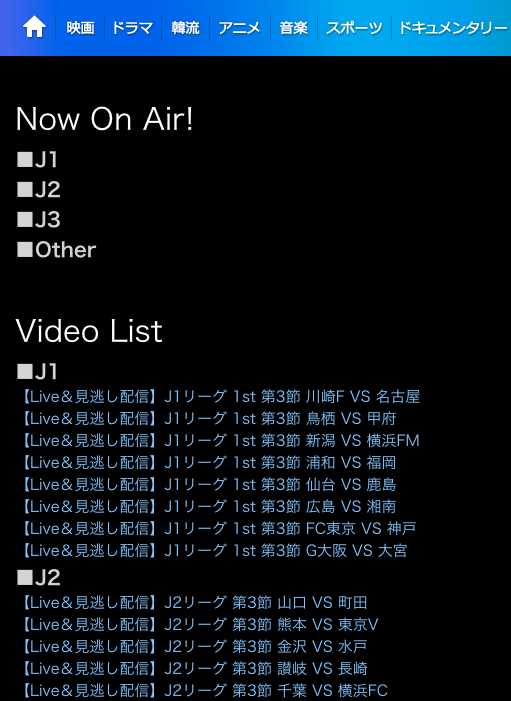 映画 ドラマ 韓流 アニメ 音楽 スポーツ ドキュメンタリー
Now On Air!
■J1
■J2
■J3
■Other
Video List
■J1
【Live＆見逃し配信】J1リーグ 1st 第3節 川崎F VS 名古屋
【Live＆見逃し配信】J1リーグ 1st 第3節 鳥栖 VS 甲府
【Live＆見逃し配信】J1リーグ 1st 第3節 新潟 VS 横浜FM
【Live＆見逃し配信】J1リーグ 1st 第3節 浦和 VS 福岡
【Live＆見逃し配信】J1リーグ 1st 第3節 仙台 VS 鹿島
【Live＆見逃し配信】J1リーグ 1st 第3節 広島 VS 湘南
【Live＆見逃し配信】J1リーグ 1st 第3節 FC東京 VS 神戸
【Live＆見逃し配信】J1リーグ 1st 第3節 G大阪 VS 大宮
■J2
【Live＆見逃し配信】J2リーグ 第3節 山口 VS 町田
【Live＆見逃し配信】J2リーグ 第3節 熊本 VS 東京V
【Live＆見逃し配信】J2リーグ 第3節 金沢 VS 水戸
【Live＆見逃し配信】J2リーグ 第3節 讃岐 VS 長崎
【Live＆見逃し配信】J2リーグ 第3節 千葉 VS 横浜FC